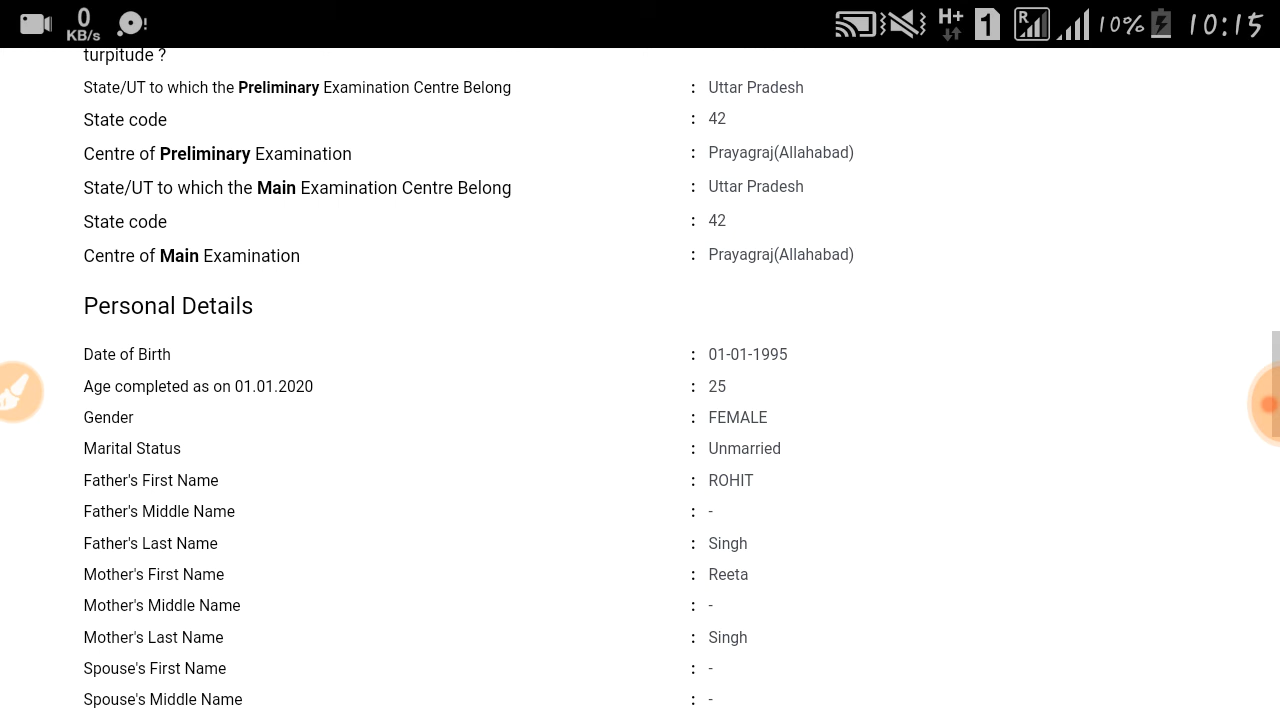 0 KB/s H+ 1 R 10% 10:15
turpitude ?
State/UT to which the Preliminary Examination Centre Belong : Uttar Pradesh
State code : 42
Centre of Preliminary Examination : Prayagraj(Allahabad)
State/UT to which the Main Examination Centre Belong : Uttar Pradesh
State code : 42
Centre of Main Examination : Prayagraj(Allahabad)
Personal Details
Date of Birth : 01-01-1995
Age completed as on 01.01.2020 : 25
Gender : FEMALE
Marital Status : Unmarried
Father's First Name : ROHIT
Father's Middle Name : -
Father's Last Name : Singh
Mother's First Name : Reeta
Mother's Middle Name : -
Mother's Last Name : Singh
Spouse's First Name : -
Spouse's Middle Name : -